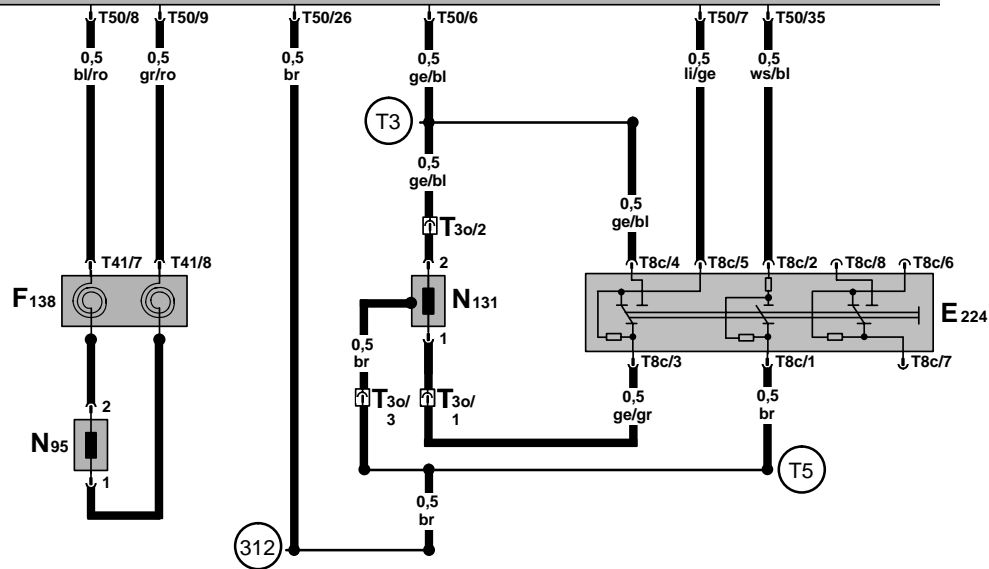 T50/8 T50/9 T50/26 T50/6 T50/7 T50/35
0,5 0,5 0,5 0,5 0,5 0,5
bl/ro gr/ro br ge/bl li/ge ws/bl
T3
0,5
ge/bl
0,5
ge/bl
T3o/2
T41/7 T41/8 2 T8c/4 T8c/5 T8c/2 T8c/8 T8c/6
F138 N131 E224
1
0,5
br
T8c/3 T8c/1 T8c/7
T3o/ T3o/
3 1
0,5 0,5
ge/gr br
2
N95
1
T5
0,5
br
312